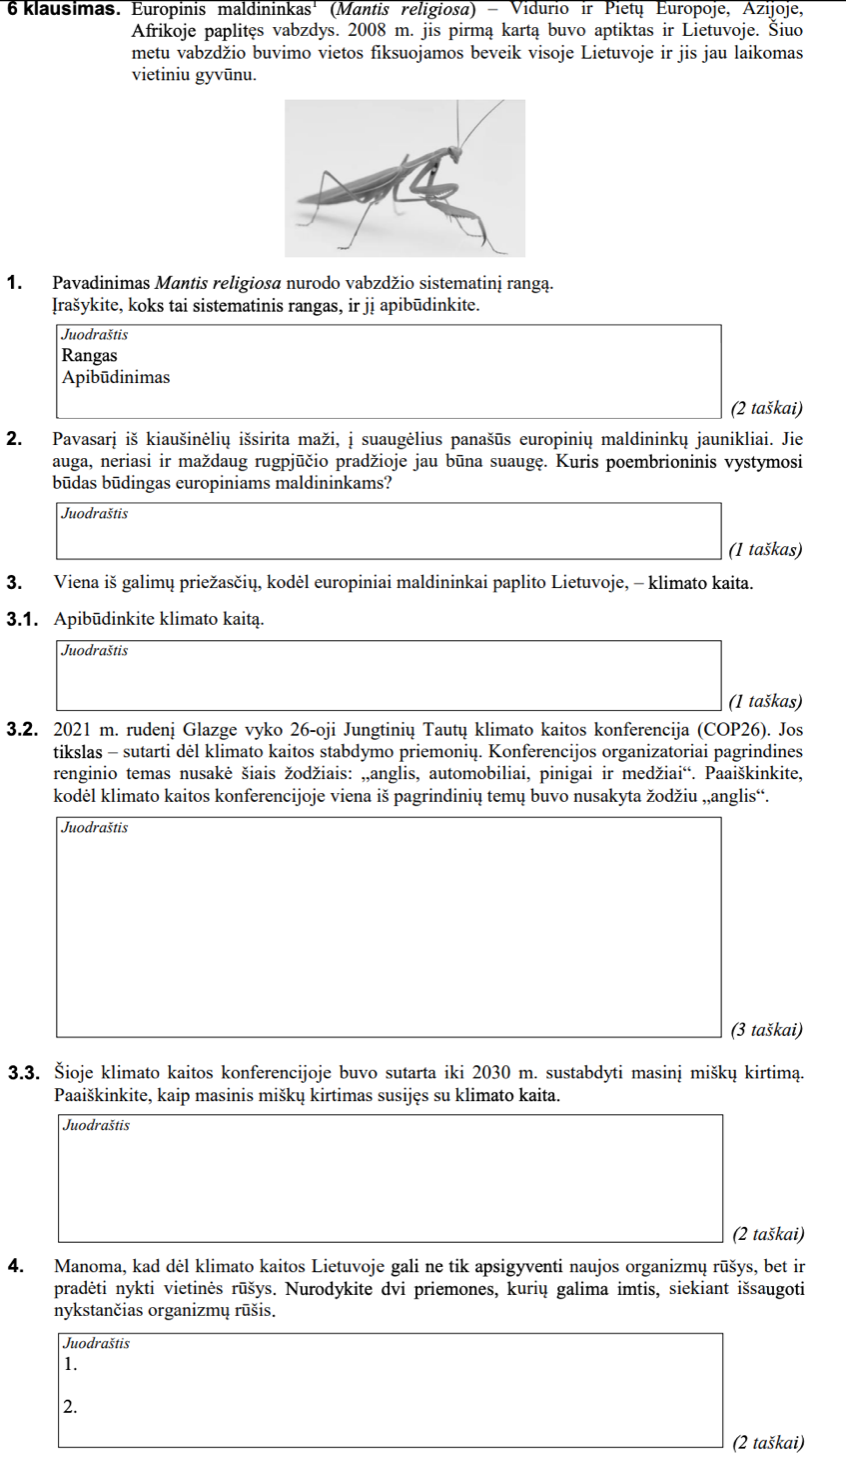 6 klausimas. Europinis maldininkas¹ (Mantis religiosa) – Vidurio ir Pietų Europoje, Azijoje,
Afrikoje paplitęs vabzdys. 2008 m. jis pirmą kartą buvo aptiktas ir Lietuvoje. Šiuo
metu vabzdžio buvimo vietos fiksuojamos beveik visoje Lietuvoje ir jis jau laikomas
vietiniu gyvūnu.
1. Pavadinimas Mantis religiosa nurodo vabzdžio sistematinį rangą.
Įrašykite, koks tai sistematinis rangas, ir jį apibūdinkite.
Juodraštis
Rangas
Apibūdinimas
(2 taškai)
2. Pavasarį iš kiaušinėlių išsirita maži, į suaugėlius panašūs europinių maldininkų jaunikliai. Jie
auga, neriasi ir maždaug rugpjūčio pradžioje jau būna suaugę. Kuris poembrioninis vystymosi
būdas būdingas europiniams maldininkams?
Juodraštis
(1 taškas)
3. Viena iš galimų priežasčių, kodėl europiniai maldininkai paplito Lietuvoje, – klimato kaita.
3.1. Apibūdinkite klimato kaitą.
Juodraštis
(1 taškas)
3.2. 2021 m. rudenį Glazge vyko 26-oji Jungtinių Tautų klimato kaitos konferencija (COP26). Jos
tikslas – sutarti dėl klimato kaitos stabdymo priemonių. Konferencijos organizatoriai pagrindines
renginio temas nusakė šiais žodžiais: „anglis, automobiliai, pinigai ir medžiai“. Paaiškinkite,
kodėl klimato kaitos konferencijoje viena iš pagrindinių temų buvo nusakyta žodžiu „anglis“.
Juodraštis
(3 taškai)
3.3. Šioje klimato kaitos konferencijoje buvo sutarta iki 2030 m. sustabdyti masinį miškų kirtimą.
Paaiškinkite, kaip masinis miškų kirtimas susijęs su klimato kaita.
Juodraštis
(2 taškai)
4. Manoma, kad dėl klimato kaitos Lietuvoje gali ne tik apsigyventi naujos organizmų rūšys, bet ir
pradėti nykti vietinės rūšys. Nurodykite dvi priemones, kurių galima imtis, siekiant išsaugoti
nykstančias organizmų rūšis.
Juodraštis
1.
2.
(2 taškai)